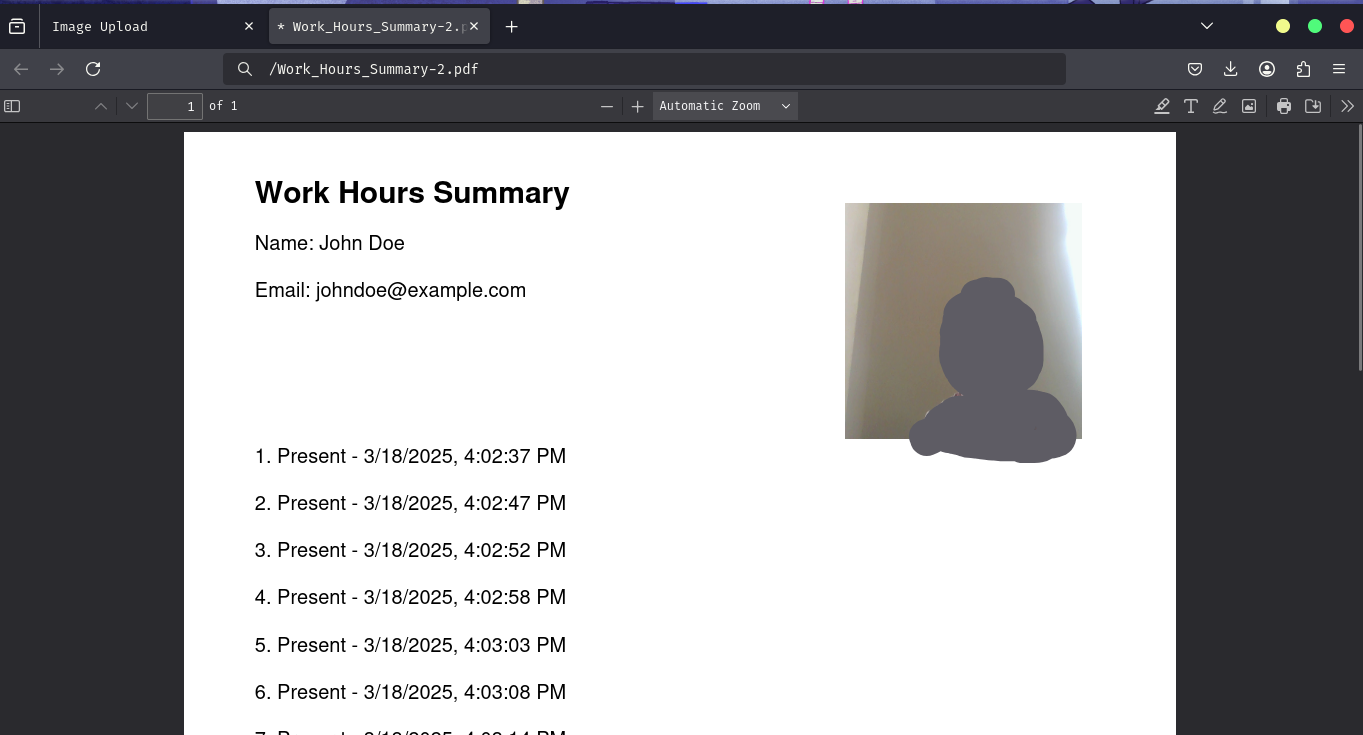 Image Upload
* Work_Hours_Summary-2.
/Work_Hours_Summary-2.pdf
1 of 1
Automatic Zoom
Work Hours Summary
Name: John Doe
Email: johndoe@example.com
1. Present - 3/18/2025, 4:02:37 PM
2. Present - 3/18/2025, 4:02:47 PM
3. Present - 3/18/2025, 4:02:52 PM
4. Present - 3/18/2025, 4:02:58 PM
5. Present - 3/18/2025, 4:03:03 PM
6. Present - 3/18/2025, 4:03:08 PM